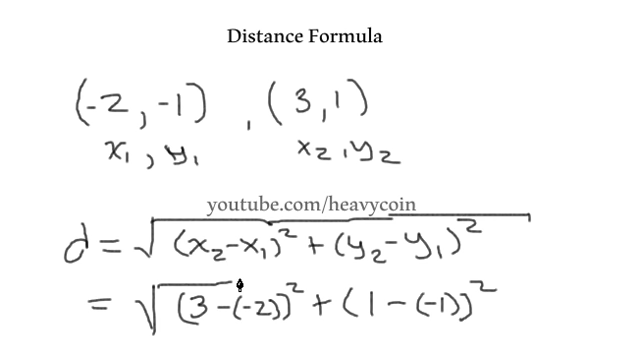 Distance Formula
(-2, -1) , (3, 1)
x₁, y₁ x₂, y₂
youtube.com/heavycoin
d = √(x₂-x₁)² + (y₂-y₁)²
= √(3-(-2))² + (1-(-1))²